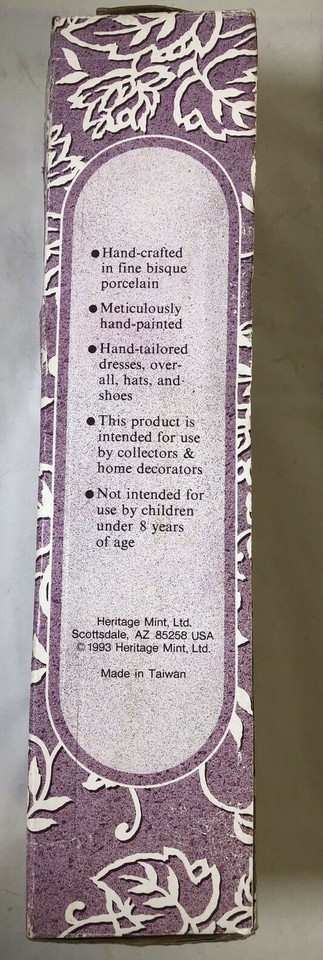 ● Hand-crafted
in fine bisque
porcelain
● Meticulously
hand-painted
● Hand-tailored
dresses, over-
all, hats, and
shoes
● This product is
intended for use
by collectors &
home decorators
● Not intended for
use by children
under 8 years
of age
Heritage Mint, Ltd.
Scottsdale, AZ 85258 USA
© 1993 Heritage Mint, Ltd.
Made in Taiwan